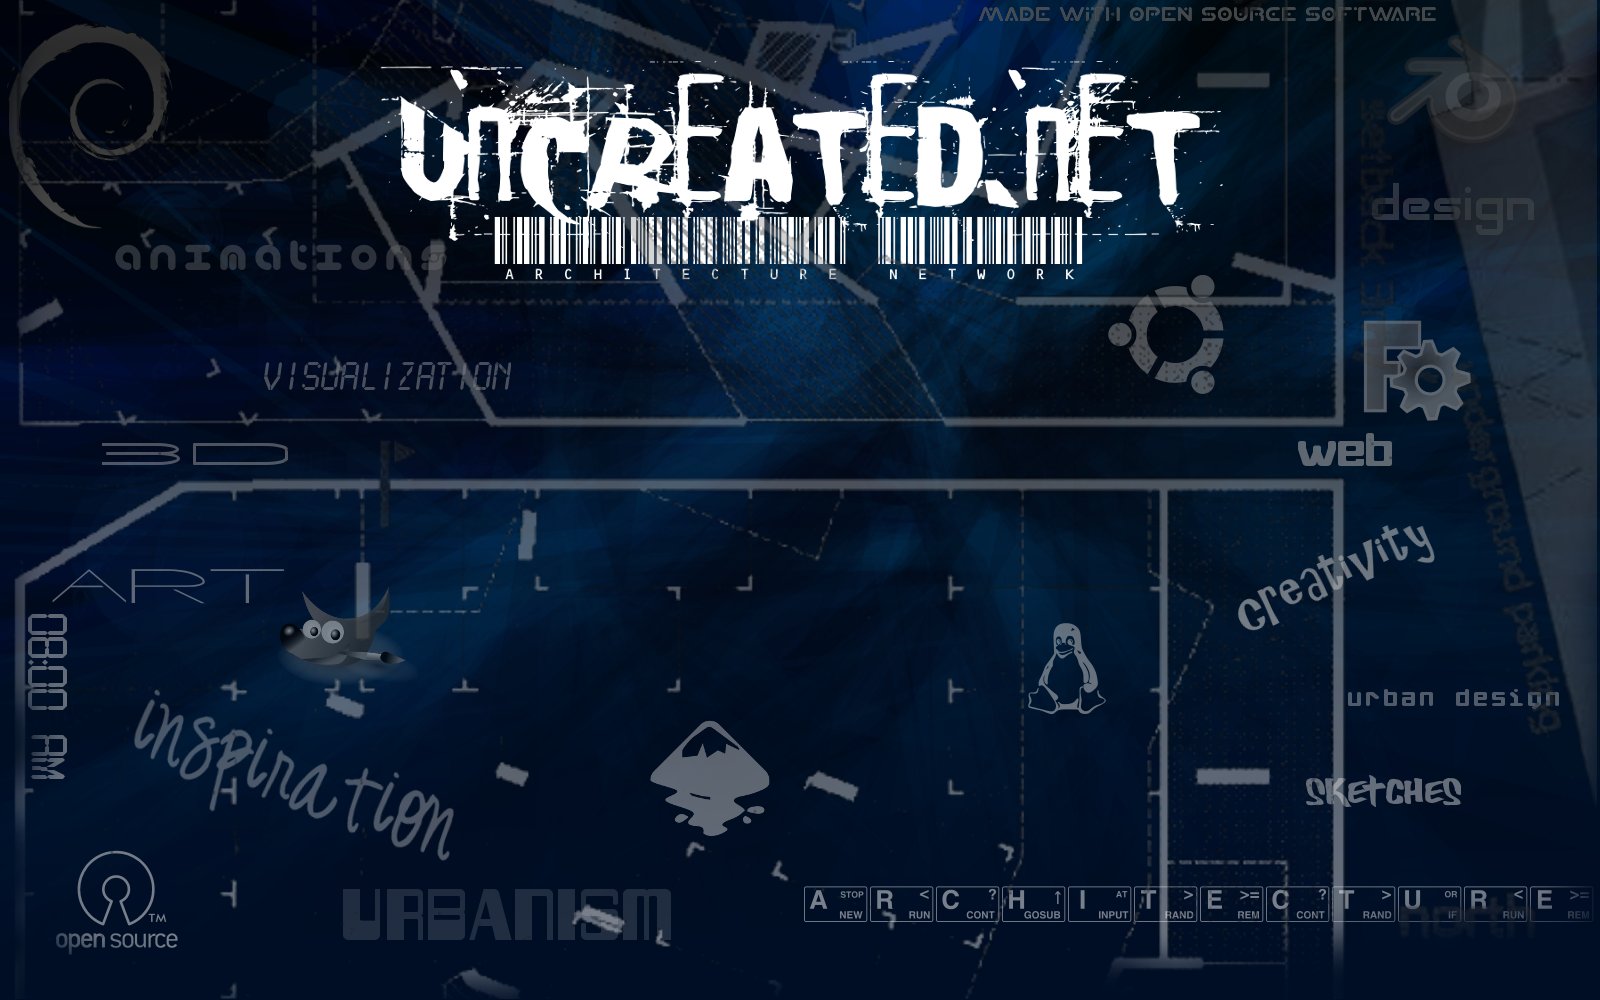 MADE WITH OPEN SOURCE SOFTWARE
UNCREATED.NET
ARCHITECTURE NETWORK
design
animations
VISUALIZATION
3D
web
creativity
ART
08:00 AM
urban design
inspiration
SKETCHES
A STOP NEW R < RUN C ? CONT H ↑ GOSUB I AT INPUT T > RAND E >= REM C ? CONT T > RAND U OR IF R < RUN E >= REM
URBANISM
north
TM
open source